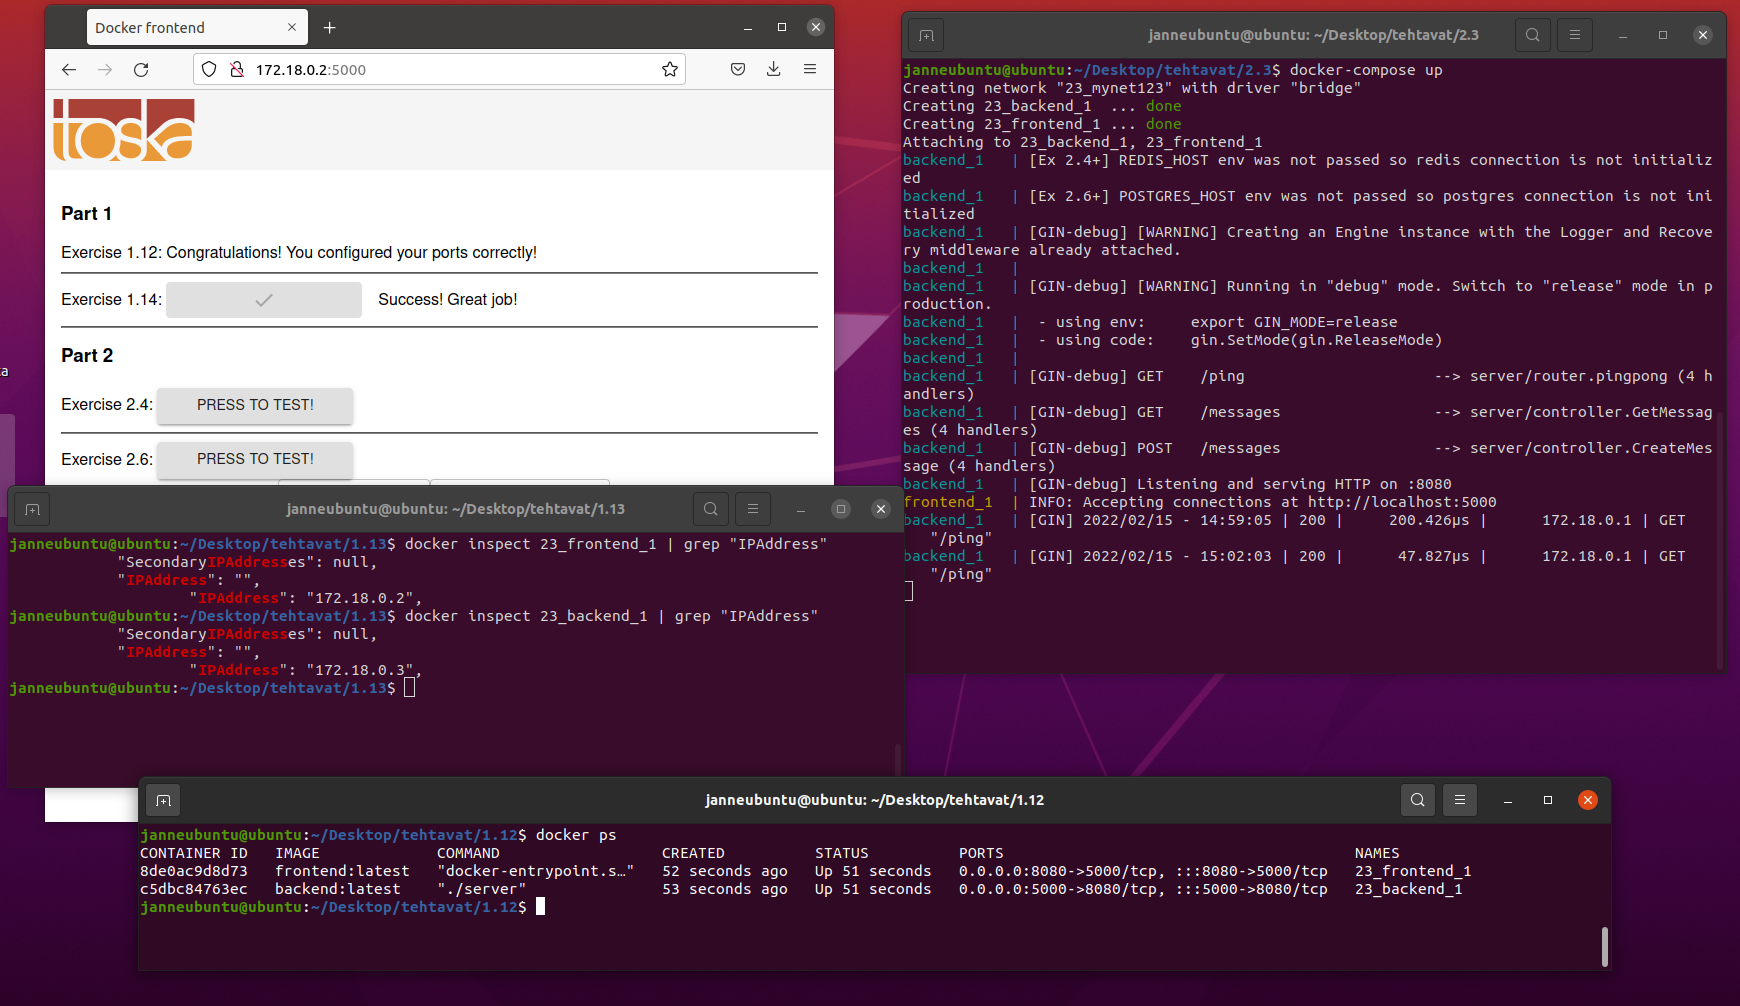 Docker frontend
172.18.0.2:5000
toska
Part 1
Exercise 1.12: Congratulations! You configured your ports correctly!
Exercise 1.14: Success! Great job!
Part 2
Exercise 2.4: PRESS TO TEST!
Exercise 2.6: PRESS TO TEST!
janneubuntu@ubuntu: ~/Desktop/tehtavat/2.3
janneubuntu@ubuntu:~/Desktop/tehtavat/2.3$ docker-compose up
Creating network "23_mynet123" with driver "bridge"
Creating 23_backend_1  ... done
Creating 23_frontend_1 ... done
Attaching to 23_backend_1, 23_frontend_1
backend_1   | [Ex 2.4+] REDIS_HOST env was not passed so redis connection is not initializ
ed
backend_1   | [Ex 2.6+] POSTGRES_HOST env was not passed so postgres connection is not ini
tialized
backend_1   | [GIN-debug] [WARNING] Creating an Engine instance with the Logger and Recove
ry middleware already attached.
backend_1   |
backend_1   | [GIN-debug] [WARNING] Running in "debug" mode. Switch to "release" mode in p
roduction.
backend_1   |  - using env:     export GIN_MODE=release
backend_1   |  - using code:    gin.SetMode(gin.ReleaseMode)
backend_1   |
backend_1   | [GIN-debug] GET    /ping                     --> server/router.pingpong (4 h
andlers)
backend_1   | [GIN-debug] GET    /messages                 --> server/controller.GetMessag
es (4 handlers)
backend_1   | [GIN-debug] POST   /messages                 --> server/controller.CreateMes
sage (4 handlers)
backend_1   | [GIN-debug] Listening and serving HTTP on :8080
frontend_1  | INFO: Accepting connections at http://localhost:5000
backend_1   | [GIN] 2022/02/15 - 14:59:05 | 200 |     200.426µs |      172.18.0.1 | GET
"/ping"
backend_1   | [GIN] 2022/02/15 - 15:02:03 | 200 |      47.827µs |      172.18.0.1 | GET
"/ping"
janneubuntu@ubuntu: ~/Desktop/tehtavat/1.13
janneubuntu@ubuntu:~/Desktop/tehtavat/1.13$ docker inspect 23_frontend_1 | grep "IPAddress"
"SecondaryIPAddresses": null,
"IPAddress": "",
"IPAddress": "172.18.0.2",
janneubuntu@ubuntu:~/Desktop/tehtavat/1.13$ docker inspect 23_backend_1 | grep "IPAddress"
"SecondaryIPAddresses": null,
"IPAddress": "",
"IPAddress": "172.18.0.3",
janneubuntu@ubuntu:~/Desktop/tehtavat/1.13$
janneubuntu@ubuntu: ~/Desktop/tehtavat/1.12
janneubuntu@ubuntu:~/Desktop/tehtavat/1.12$ docker ps
CONTAINER ID   IMAGE             COMMAND                  CREATED          STATUS          PORTS                                       NAMES
8de0ac9d8d73   frontend:latest   "docker-entrypoint.s…"   52 seconds ago   Up 51 seconds   0.0.0.0:8080->5000/tcp, :::8080->5000/tcp   23_frontend_1
c5dbc84763ec   backend:latest    "./server"               53 seconds ago   Up 51 seconds   0.0.0.0:5000->8080/tcp, :::5000->8080/tcp   23_backend_1
janneubuntu@ubuntu:~/Desktop/tehtavat/1.12$